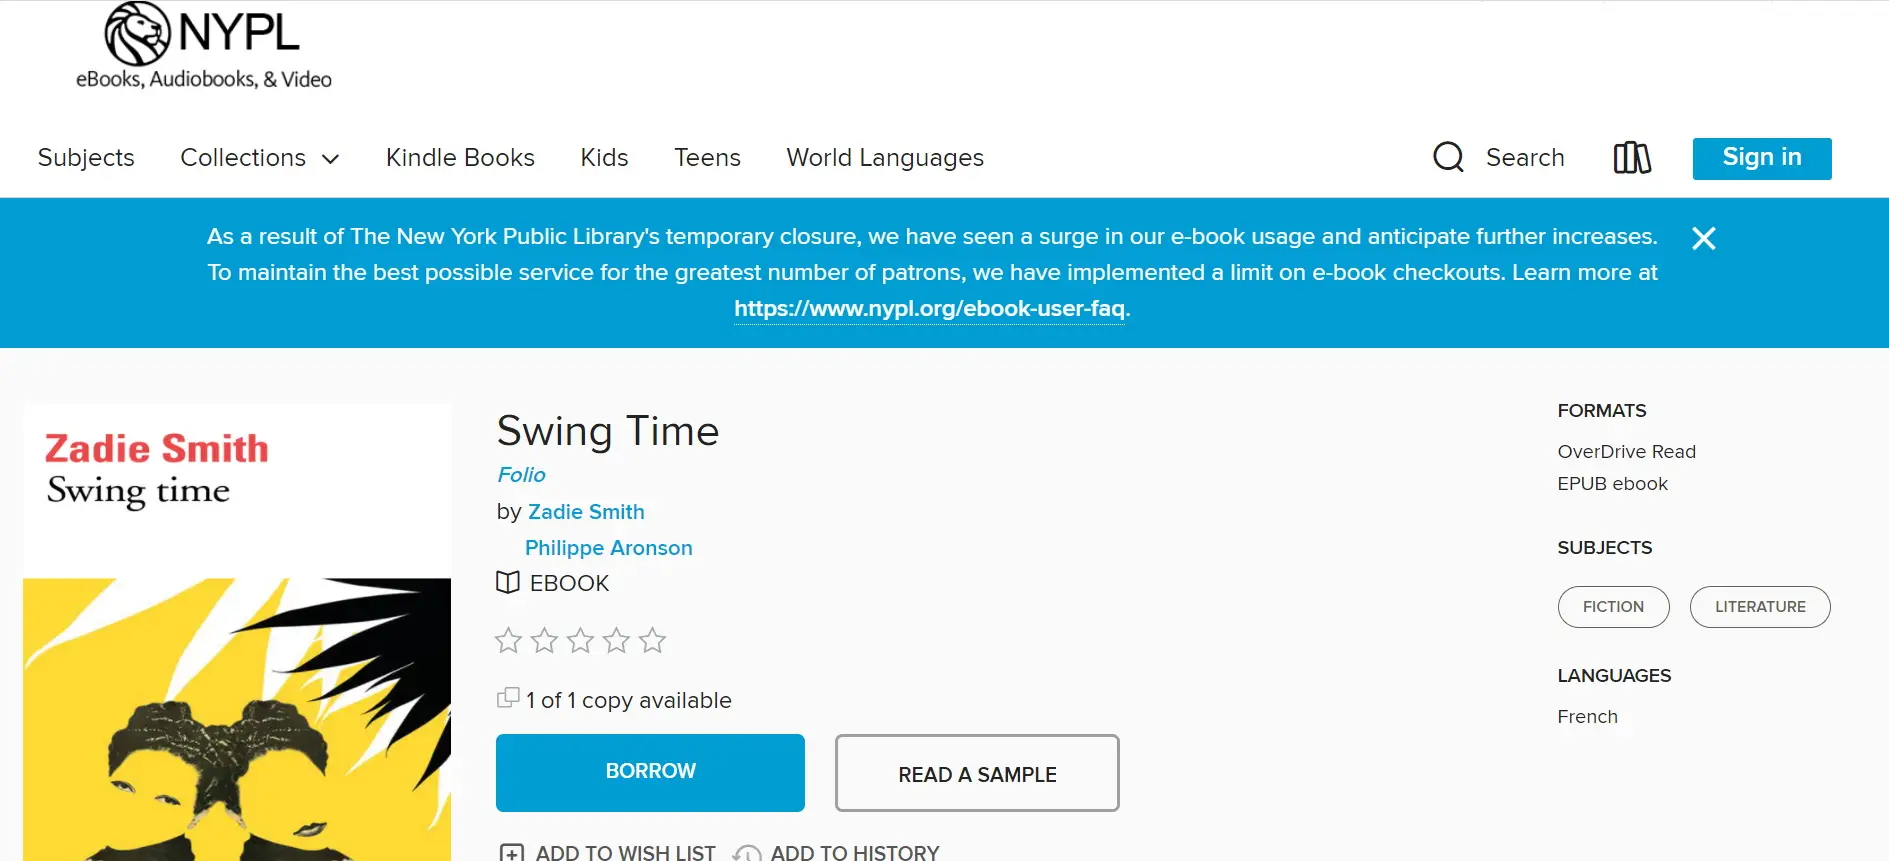 NYPL
eBooks, Audiobooks, & Video
Subjects Collections Kindle Books Kids Teens World Languages Search Sign in
As a result of The New York Public Library's temporary closure, we have seen a surge in our e-book usage and anticipate further increases.
To maintain the best possible service for the greatest number of patrons, we have implemented a limit on e-book checkouts. Learn more at
https://www.nypl.org/ebook-user-faq.
Zadie Smith
Swing time
Swing Time
Folio
by Zadie Smith
Philippe Aronson
EBOOK
1 of 1 copy available
BORROW
READ A SAMPLE
ADD TO WISH LIST
ADD TO HISTORY
FORMATS
OverDrive Read
EPUB ebook
SUBJECTS
FICTION
LITERATURE
LANGUAGES
French